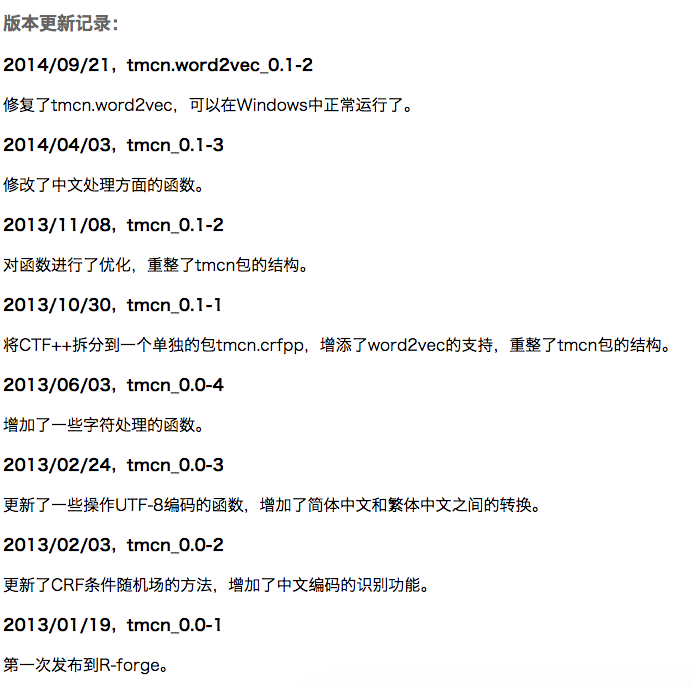 版本更新记录：
2014/09/21，tmcn.word2vec_0.1-2
修复了tmcn.word2vec，可以在Windows中正常运行了。
2014/04/03，tmcn_0.1-3
修改了中文处理方面的函数。
2013/11/08，tmcn_0.1-2
对函数进行了优化，重整了tmcn包的结构。
2013/10/30，tmcn_0.1-1
将CTF++拆分到一个单独的包tmcn.crfpp，增添了word2vec的支持，重整了tmcn包的结构。
2013/06/03，tmcn_0.0-4
增加了一些字符处理的函数。
2013/02/24，tmcn_0.0-3
更新了一些操作UTF-8编码的函数，增加了简体中文和繁体中文之间的转换。
2013/02/03，tmcn_0.0-2
更新了CRF条件随机场的方法，增加了中文编码的识别功能。
2013/01/19，tmcn_0.0-1
第一次发布到R-forge。